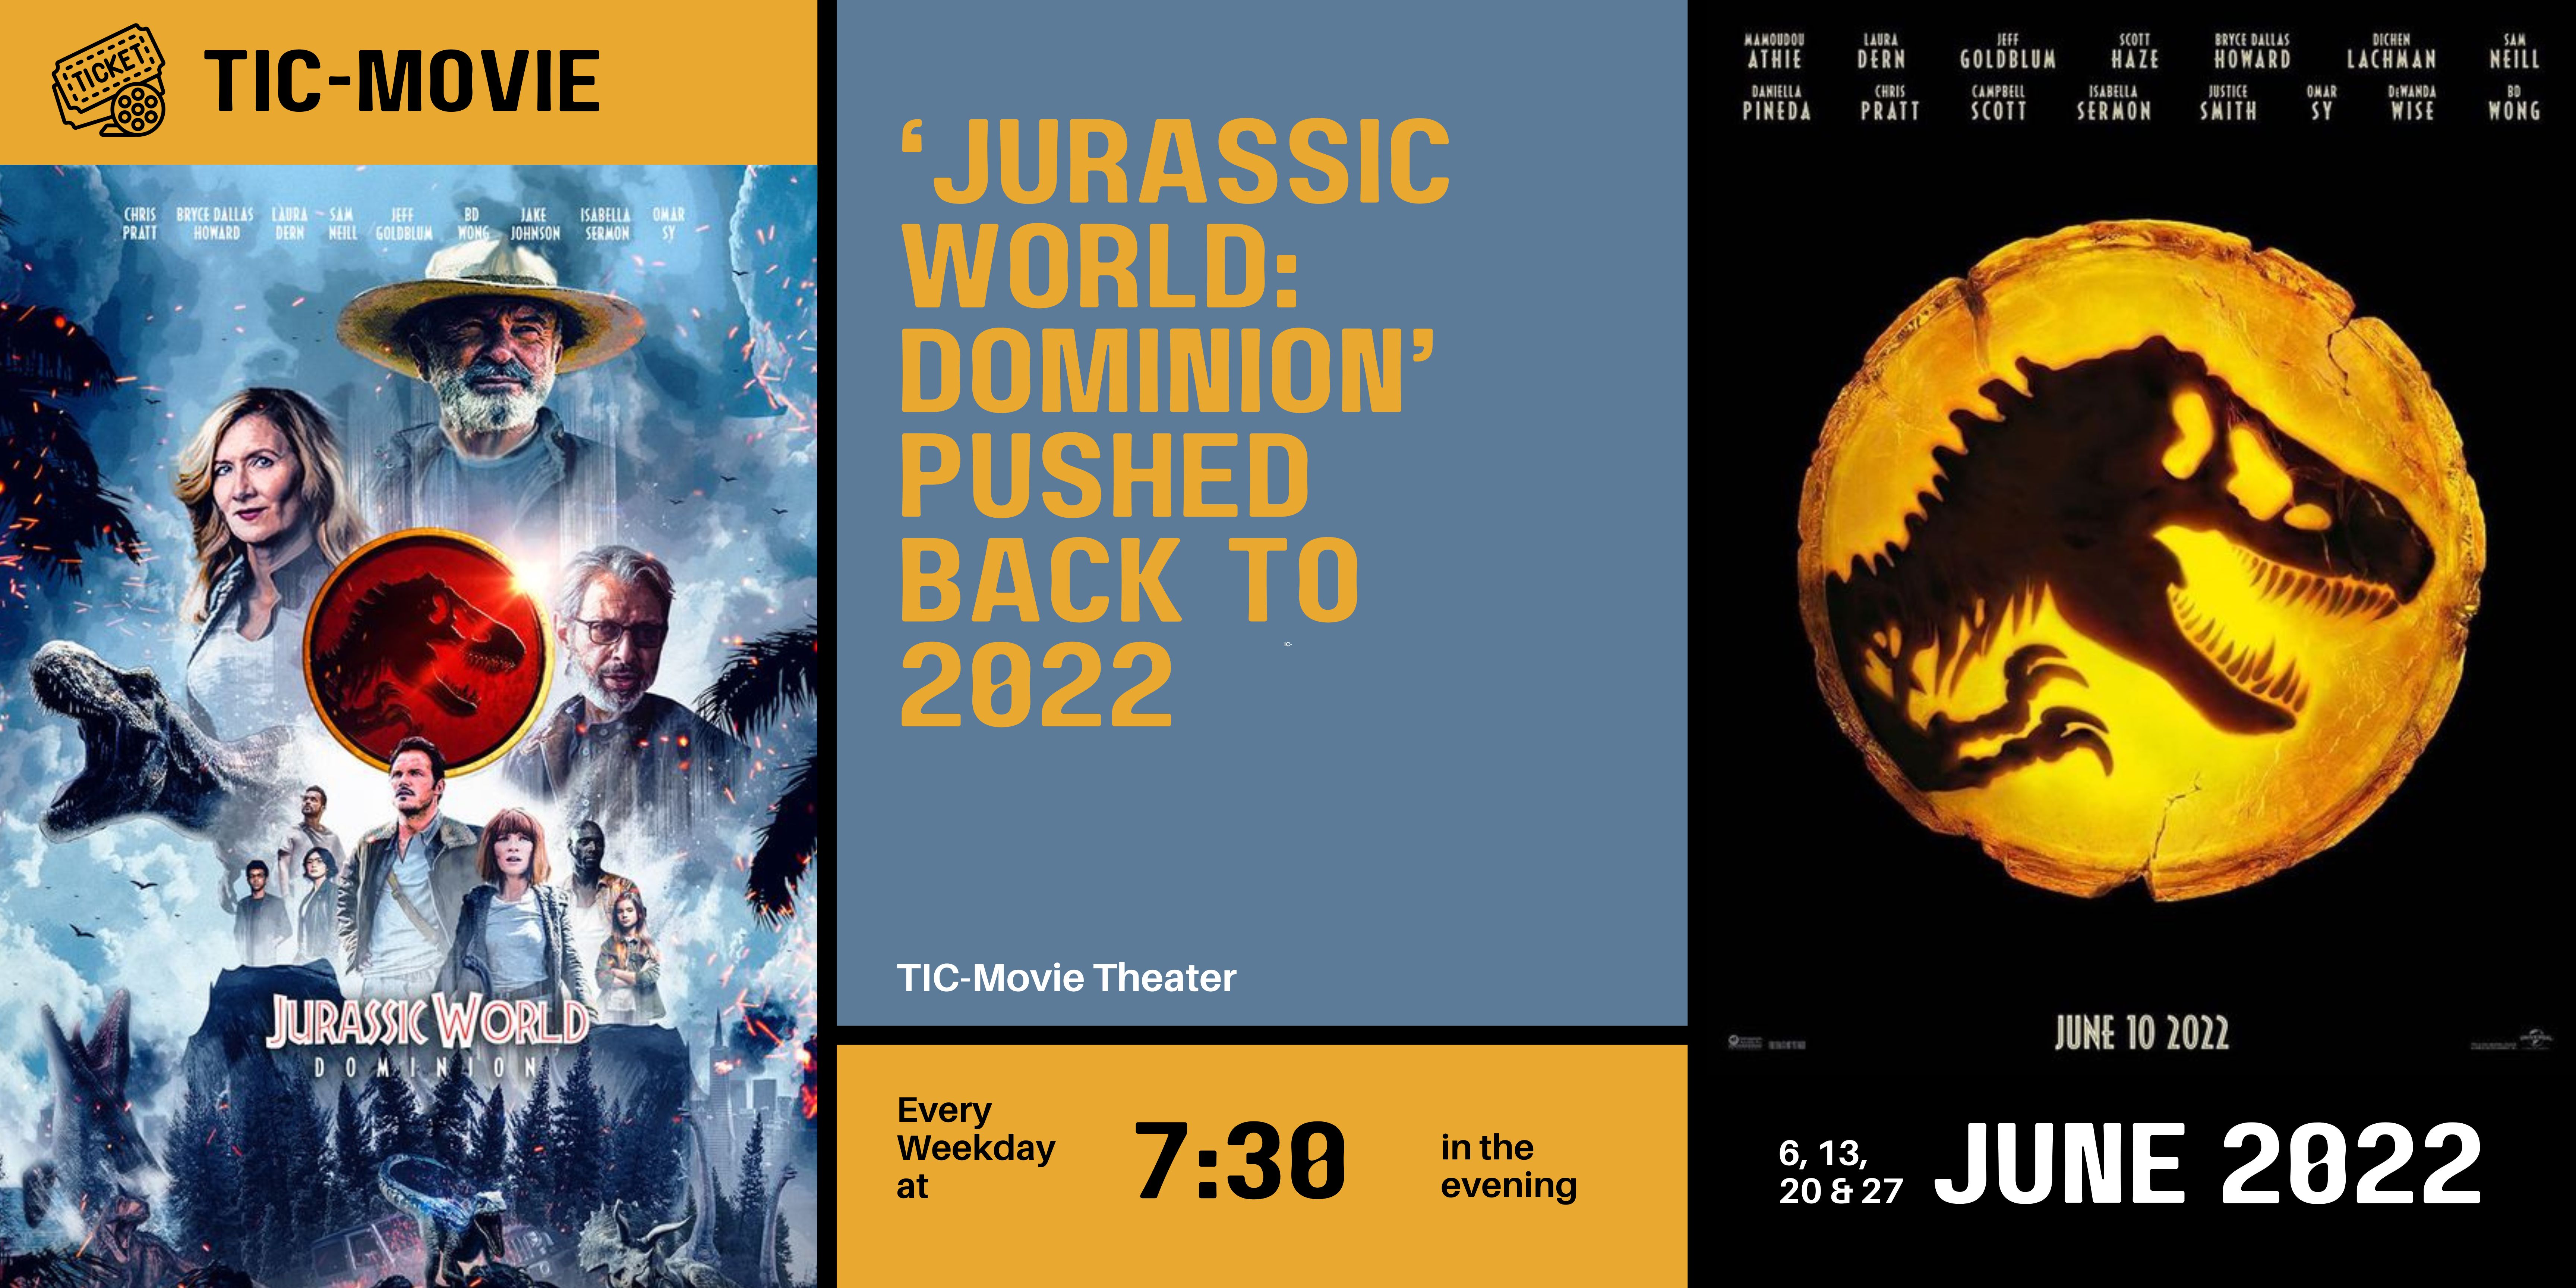 TICKET
TIC-MOVIE
CHRIS PRATT
BRYCE DALLAS HOWARD
LAURA DERN
SAM NEILL
JEFF GOLDBLUM
BD WONG
JAKE JOHNSON
ISABELLA SERMON
OMAR SY
JURASSIC WORLD
DOMINION
‘JURASSIC
WORLD:
DOMINION’
PUSHED
BACK TO
2022
TIC-Movie Theater
Every
Weekday
at
7:30
in the
evening
MAMOUDOU ATHIE
LAURA DERN
JEFF GOLDBLUM
SCOTT HAZE
BRYCE DALLAS HOWARD
DICHEN LACHMAN
SAM NEILL
DANIELLA PINEDA
CHRIS PRATT
CAMPBELL SCOTT
ISABELLA SERMON
JUSTICE SMITH
OMAR SY
DeWANDA WISE
BD WONG
JUNE 10 2022
6, 13,
20 & 27
JUNE 2022